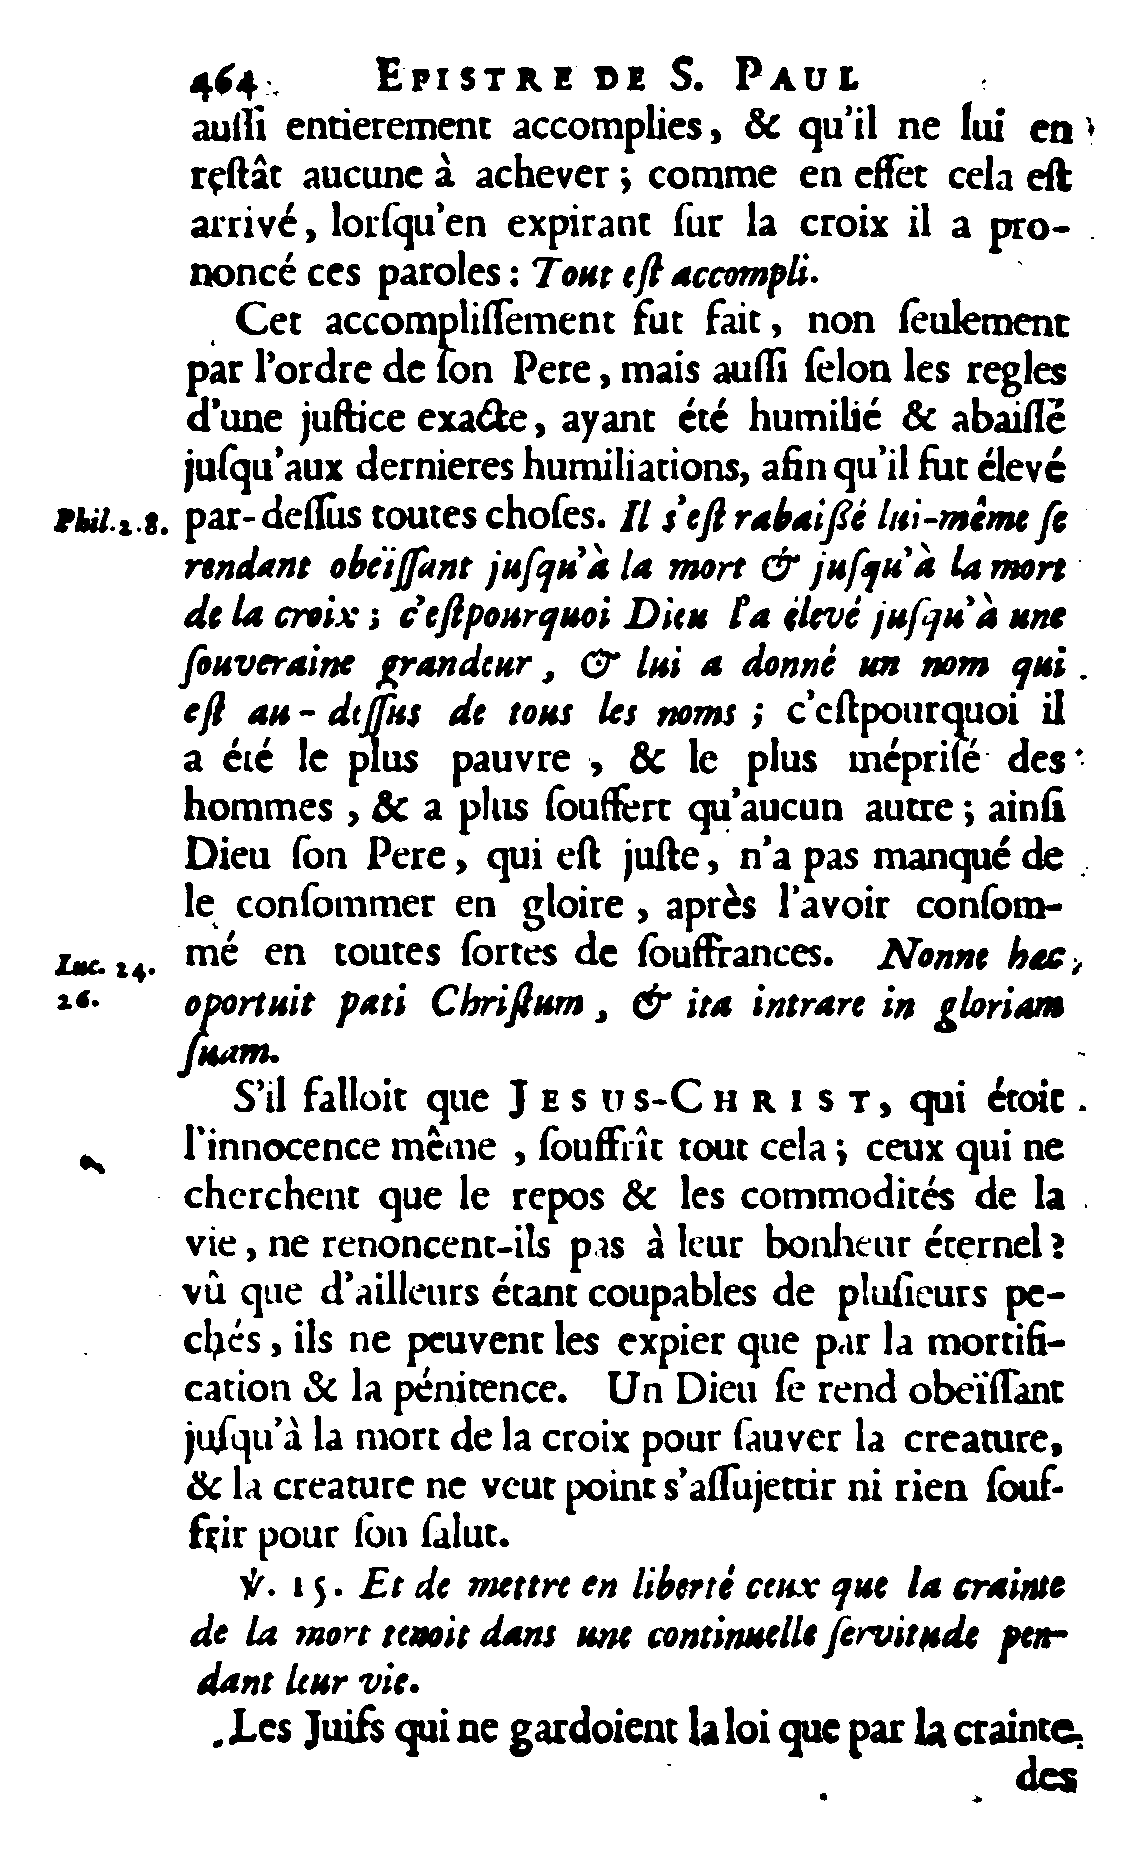 464 EPISTRE DE S. PAUL
auſſi entierement accomplies, & qu'il ne lui en
reſtât aucune à achever ; comme en effet cela eſt
arrivé, lorſqu'en expirant ſur la croix il a pro-
noncé ces paroles : Tout eſt accompli.
Cet accompliſſement fut fait, non ſeulement
par l'ordre de ſon Pere, mais auſſi ſelon les regles
d'une juſtice exacte, ayant été humilié & abaiſſé
juſqu'aux dernieres humiliations, afin qu'il fut élevé
Phil. 2. 8. par-deſſus toutes choſes. Il s'eſt rabaißé lui-même ſe
rendant obeïſſant juſqu'à la mort & juſqu'à la mort
de la croix ; c'eſtpourquoi Dieu l'a élevé juſqu'à une
ſouveraine grandeur, & lui a donné un nom qui
eſt au-deſſus de tous les noms ; c'eſtpourquoi il
a été le plus pauvre, & le plus mépriſé des
hommes, & a plus ſouffert qu'aucun autre ; ainſi
Dieu ſon Pere, qui eſt juſte, n'a pas manqué de
le conſommer en gloire, après l'avoir conſom-
Luc. 24. mé en toutes ſortes de ſouffrances. Nonne hæc
26. oportuit pati Chriſtum, & ita intrare in gloriam
ſuam.
S'il falloit que JESUS-CHRIST, qui étoit
l'innocence même, ſouffrît tout cela ; ceux qui ne
cherchent que le repos & les commodités de la
vie, ne renoncent-ils pas à leur bonheur éternel ?
vû que d'ailleurs étant coupables de pluſieurs pe-
chés, ils ne peuvent les expier que par la mortifi-
cation & la pénitence. Un Dieu ſe rend obeïſſant
juſqu'à la mort de la croix pour ſauver la creature,
& la creature ne veut point s'aſſujettir ni rien ſouf-
frir pour ſon ſalut.
℣. 15. Et de mettre en liberté ceux que la crainte
de la mort tenoit dans une continuelle ſervitude pen-
dant leur vie.
Les Juifs qui ne gardoient la loi que par la crainte
des